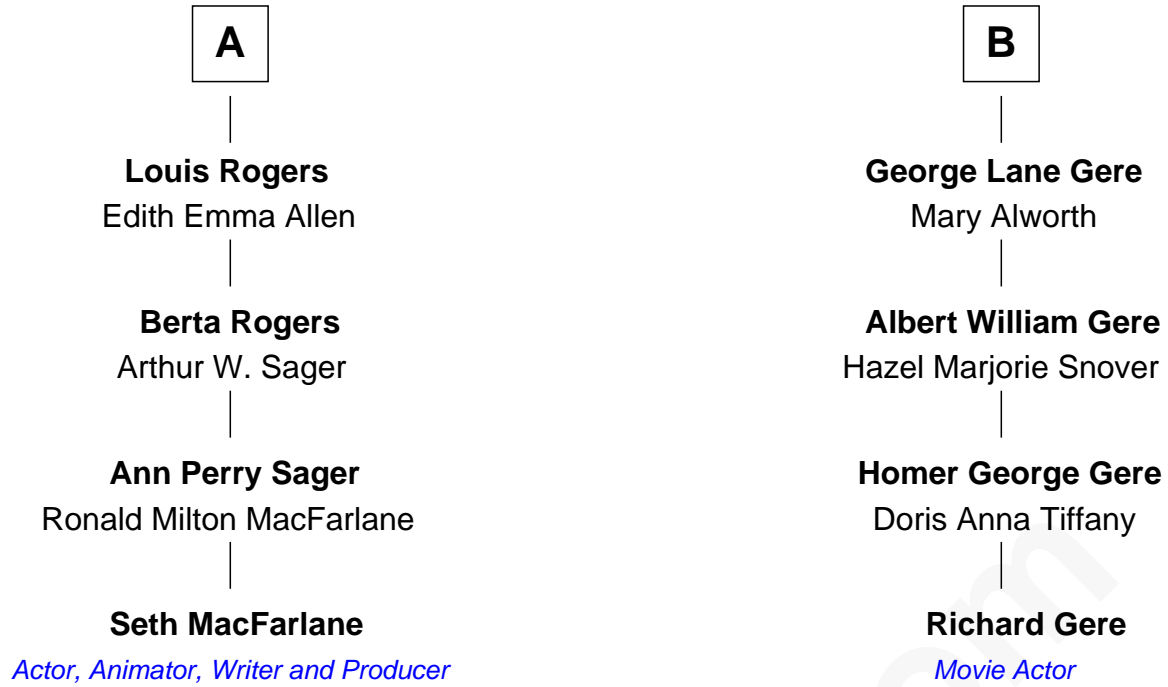 A
Louis Rogers
Edith Emma Allen
Berta Rogers
Arthur W. Sager
Ann Perry Sager
Ronald Milton MacFarlane
Seth MacFarlane
Actor, Animator, Writer and Producer
B
George Lane Gere
Mary Alworth
Albert William Gere
Hazel Marjorie Snover
Homer George Gere
Doris Anna Tiffany
Richard Gere
Movie Actor
om